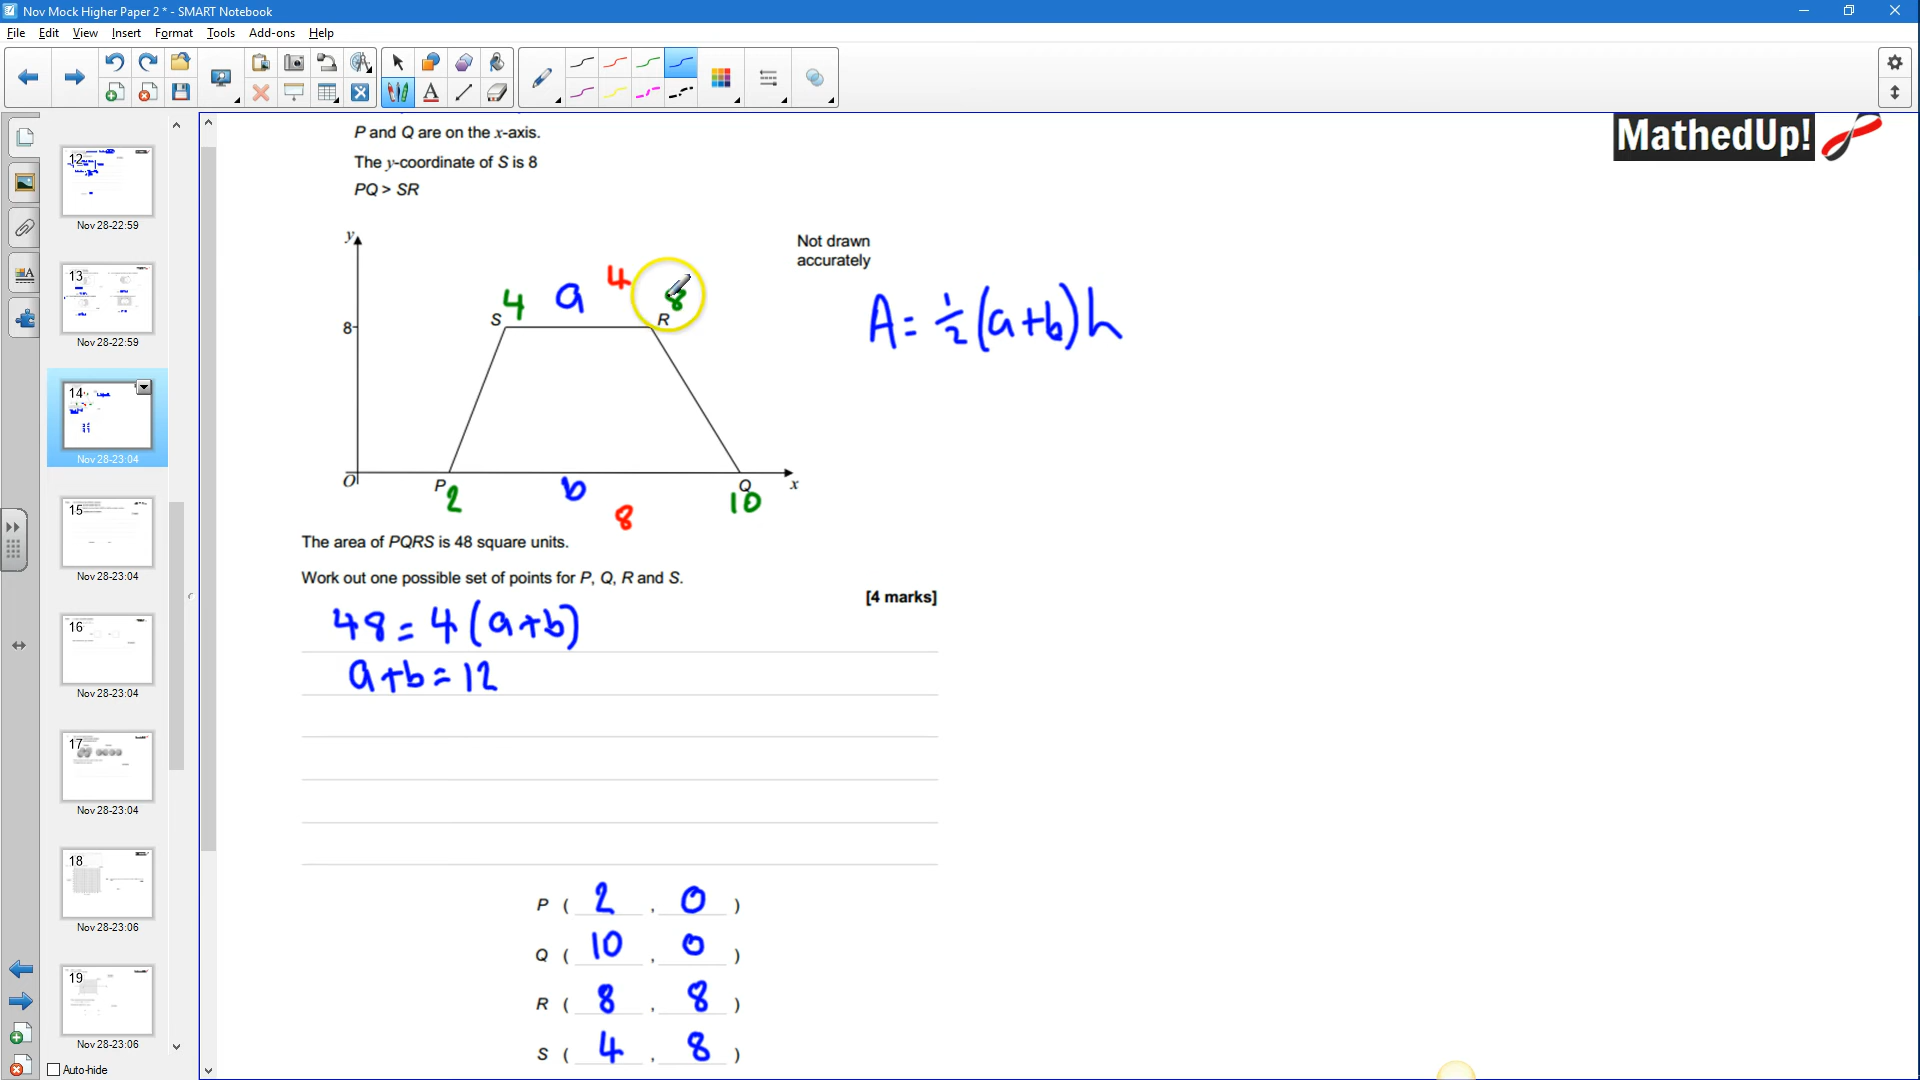 Nov Mock Higher Paper 2 * - SMART Notebook
File Edit View Insert Format Tools Add-ons Help
MathedUp!
P and Q are on the x-axis.
The y-coordinate of S is 8
PQ > SR
Not drawn
accurately
y
4 a 4 8
S R
8
A = 1/2 (a+b)h
O P Q x
2 b 8 10
The area of PQRS is 48 square units.
Work out one possible set of points for P, Q, R and S.
[4 marks]
48 = 4(a+b)
a+b = 12
P ( 2 , 0 )
Q ( 10 , 0 )
R ( 8 , 8 )
S ( 4 , 8 )
12
Nov 28-22:59
13
Nov 28-22:59
14
Nov 28-23:04
15
Nov 28-23:04
16
Nov 28-23:04
17
Nov 28-23:04
18
Nov 28-23:06
19
Nov 28-23:06
Auto-hide